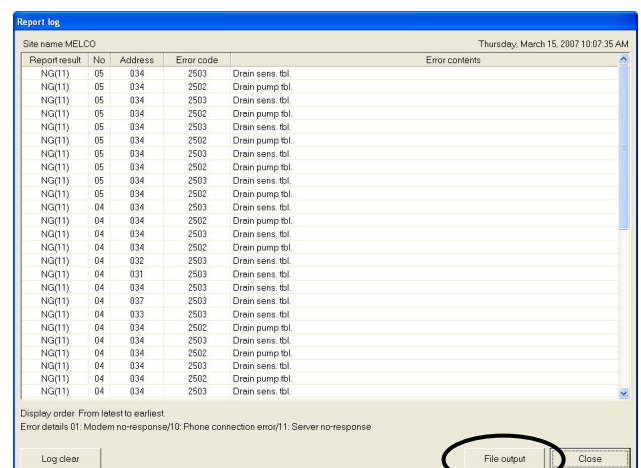 Report log
Site name:MELCO Thursday, March 15, 2007 10:07:35 AM
Report result No Address Error code Error contents
NG(11) 05 034 2503 Drain sens. tbl.
NG(11) 05 034 2502 Drain pump tbl.
NG(11) 05 034 2503 Drain sens. tbl.
NG(11) 05 034 2502 Drain pump tbl.
NG(11) 05 034 2503 Drain sens. tbl.
NG(11) 05 034 2502 Drain pump tbl.
NG(11) 05 034 2503 Drain sens. tbl.
NG(11) 05 034 2502 Drain pump tbl.
NG(11) 05 034 2503 Drain sens. tbl.
NG(11) 05 034 2502 Drain pump tbl.
NG(11) 04 034 2503 Drain sens. tbl.
NG(11) 04 034 2502 Drain pump tbl.
NG(11) 04 034 2503 Drain sens. tbl.
NG(11) 04 034 2502 Drain pump tbl.
NG(11) 04 032 2503 Drain sens. tbl.
NG(11) 04 031 2503 Drain sens. tbl.
NG(11) 04 034 2503 Drain sens. tbl.
NG(11) 04 037 2503 Drain sens. tbl.
NG(11) 04 033 2503 Drain sens. tbl.
NG(11) 04 034 2502 Drain pump tbl.
NG(11) 04 034 2503 Drain sens. tbl.
NG(11) 04 034 2502 Drain pump tbl.
NG(11) 04 034 2503 Drain sens. tbl.
NG(11) 04 034 2502 Drain pump tbl.
NG(11) 04 034 2503 Drain sens. tbl.
Display order From latest to earliest.
Error details 01: Modem no-response/10: Phone connection error/11: Server no-response
Log clear File output Close